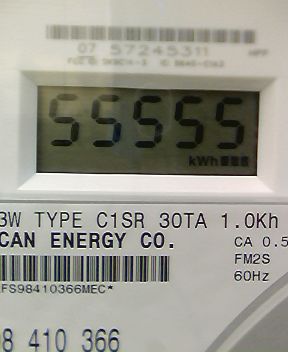 07 57245311
55555
kWh
3W TYPE C1SR 30TA 1.0Kh
CAN ENERGY CO.
CA 0.5
FM2S
60Hz
FS98410366MEC*
98 410 366